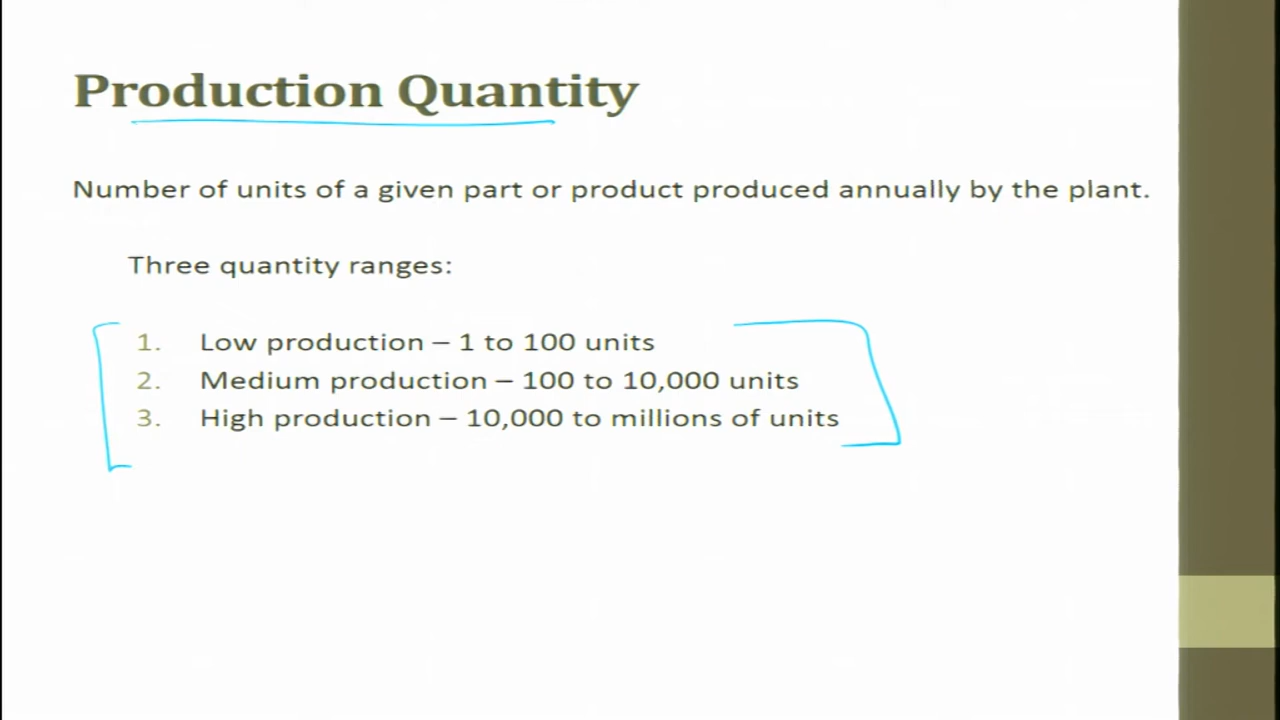 Production Quantity
Number of units of a given part or product produced annually by the plant.
Three quantity ranges:
1. Low production – 1 to 100 units
2. Medium production – 100 to 10,000 units
3. High production – 10,000 to millions of units